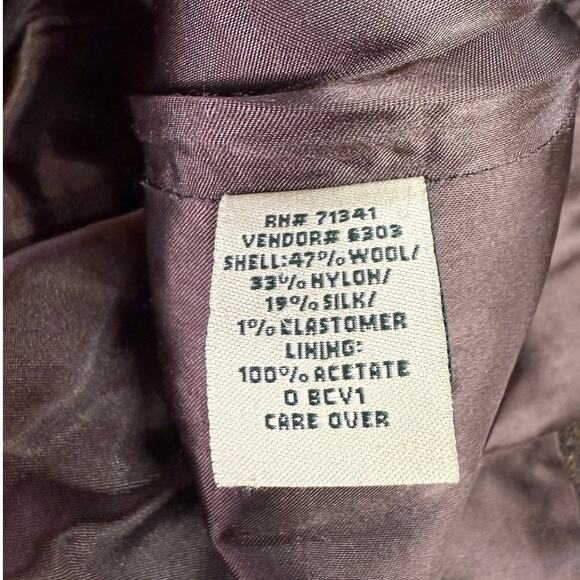 RN# 71341
VENDOR# 6303
SHELL:47% WOOL/
33% NYLON/
19% SILK/
1% ELASTOMER
LINING:
100% ACETATE
0 BCV1
CARE OVER